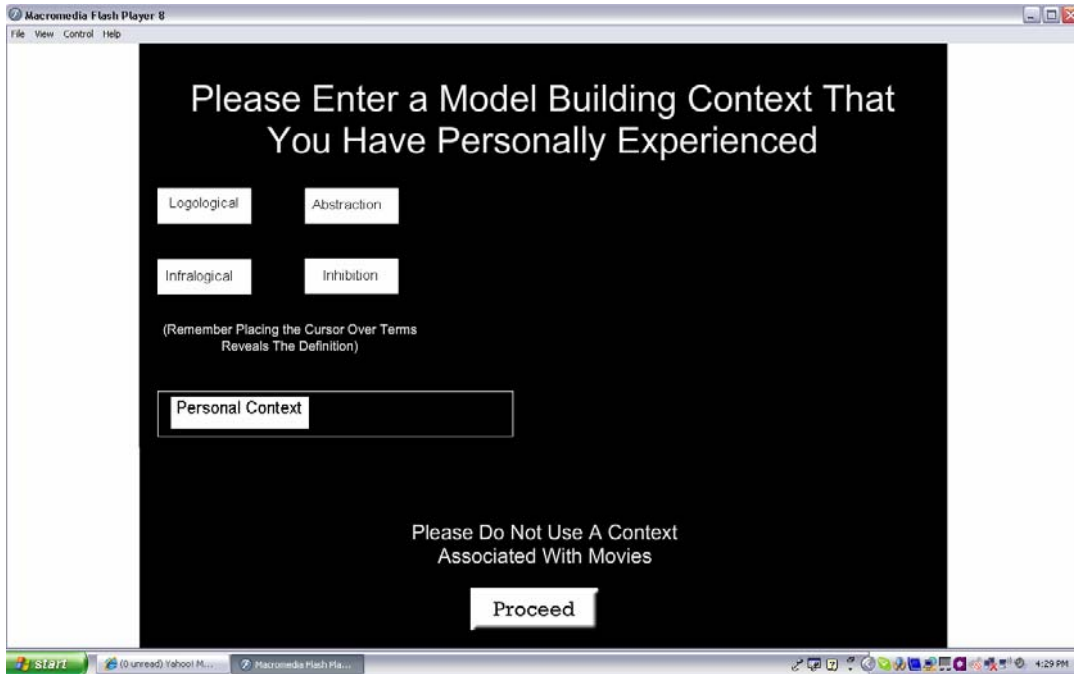 Macromedia Flash Player 8
File View Control Help
Please Enter a Model Building Context That
You Have Personally Experienced
Logological Abstraction
Infralogical Inhibition
(Remember Placing the Cursor Over Terms
Reveals The Definition)
Personal Context
Please Do Not Use A Context
Associated With Movies
Proceed
start (0 unread) Yahoo! M... Macromedia Flash Pla... 4:29 PM